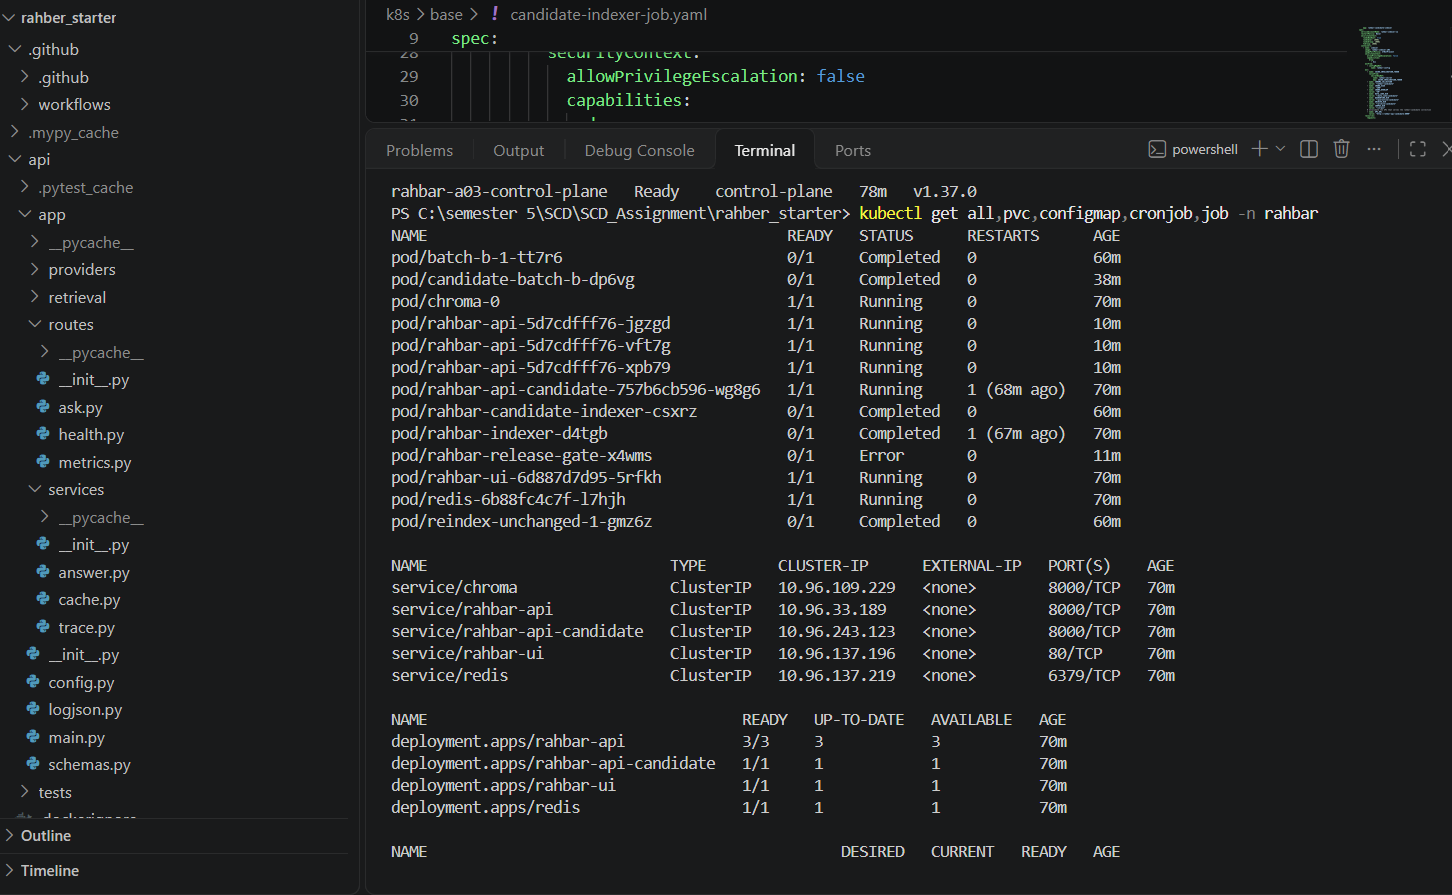 rahber_starter
.github
.github
workflows
.mypy_cache
api
.pytest_cache
app
__pycache__
providers
retrieval
routes
__pycache__
__init__.py
ask.py
health.py
metrics.py
services
__pycache__
__init__.py
answer.py
cache.py
trace.py
__init__.py
config.py
logjson.py
main.py
schemas.py
tests
Outline
Timeline
k8s > base > ! candidate-indexer-job.yaml
9 spec:
28 securityContext:
29 allowPrivilegeEscalation: false
30 capabilities:
Problems Output Debug Console Terminal Ports powershell
rahbar-a03-control-plane Ready control-plane 78m v1.37.0
PS C:\semester 5\SCD\SCD_Assignment\rahber_starter> kubectl get all,pvc,configmap,cronjob,job -n rahbar
NAME READY STATUS RESTARTS AGE
pod/batch-b-1-tt7r6 0/1 Completed 0 60m
pod/candidate-batch-b-dp6vg 0/1 Completed 0 38m
pod/chroma-0 1/1 Running 0 70m
pod/rahbar-api-5d7cdfff76-jgzgd 1/1 Running 0 10m
pod/rahbar-api-5d7cdfff76-vft7g 1/1 Running 0 10m
pod/rahbar-api-5d7cdfff76-xpb79 1/1 Running 0 10m
pod/rahbar-api-candidate-757b6cb596-wg8g6 1/1 Running 1 (68m ago) 70m
pod/rahbar-candidate-indexer-csxrz 0/1 Completed 0 60m
pod/rahbar-indexer-d4tgb 0/1 Completed 1 (67m ago) 70m
pod/rahbar-release-gate-x4wms 0/1 Error 0 11m
pod/rahbar-ui-6d887d7d95-5rfkh 1/1 Running 0 70m
pod/redis-6b88fc4c7f-l7hjh 1/1 Running 0 70m
pod/reindex-unchanged-1-gmz6z 0/1 Completed 0 60m
NAME TYPE CLUSTER-IP EXTERNAL-IP PORT(S) AGE
service/chroma ClusterIP 10.96.109.229 <none> 8000/TCP 70m
service/rahbar-api ClusterIP 10.96.33.189 <none> 8000/TCP 70m
service/rahbar-api-candidate ClusterIP 10.96.243.123 <none> 8000/TCP 70m
service/rahbar-ui ClusterIP 10.96.137.196 <none> 80/TCP 70m
service/redis ClusterIP 10.96.137.219 <none> 6379/TCP 70m
NAME READY UP-TO-DATE AVAILABLE AGE
deployment.apps/rahbar-api 3/3 3 3 70m
deployment.apps/rahbar-api-candidate 1/1 1 1 70m
deployment.apps/rahbar-ui 1/1 1 1 70m
deployment.apps/redis 1/1 1 1 70m
NAME DESIRED CURRENT READY AGE